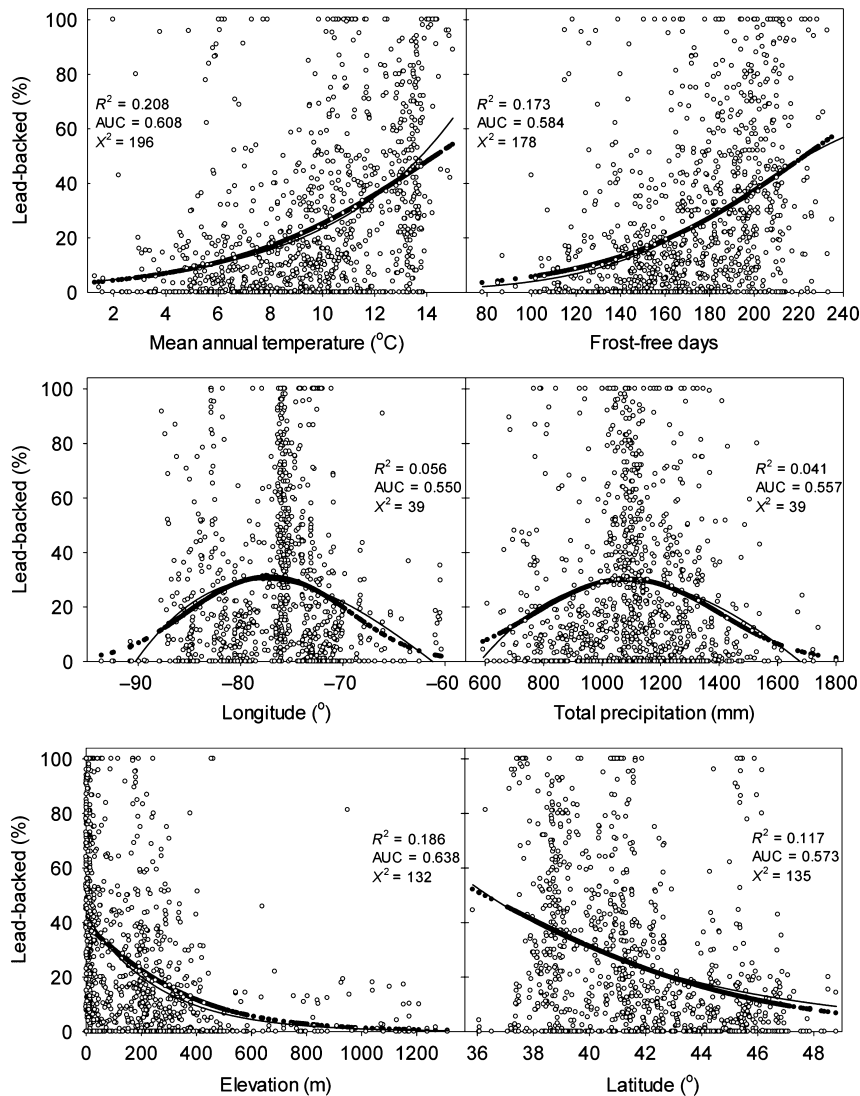 Lead-backed (%)
100
80
60
40
20
0
R² = 0.208
AUC = 0.608
X² = 196
2 4 6 8 10 12 14
Mean annual temperature (°C)
R² = 0.173
AUC = 0.584
X² = 178
80 100 120 140 160 180 200 220 240
Frost-free days
Lead-backed (%)
100
80
60
40
20
0
R² = 0.056
AUC = 0.550
X² = 39
–90 –80 –70 –60
Longitude (°)
R² = 0.041
AUC = 0.557
X² = 39
600 800 1000 1200 1400 1600 1800
Total precipitation (mm)
Lead-backed (%)
100
80
60
40
20
0
R² = 0.186
AUC = 0.638
X² = 132
0 200 400 600 800 1000 1200
Elevation (m)
R² = 0.117
AUC = 0.573
X² = 135
36 38 40 42 44 46 48
Latitude (°)